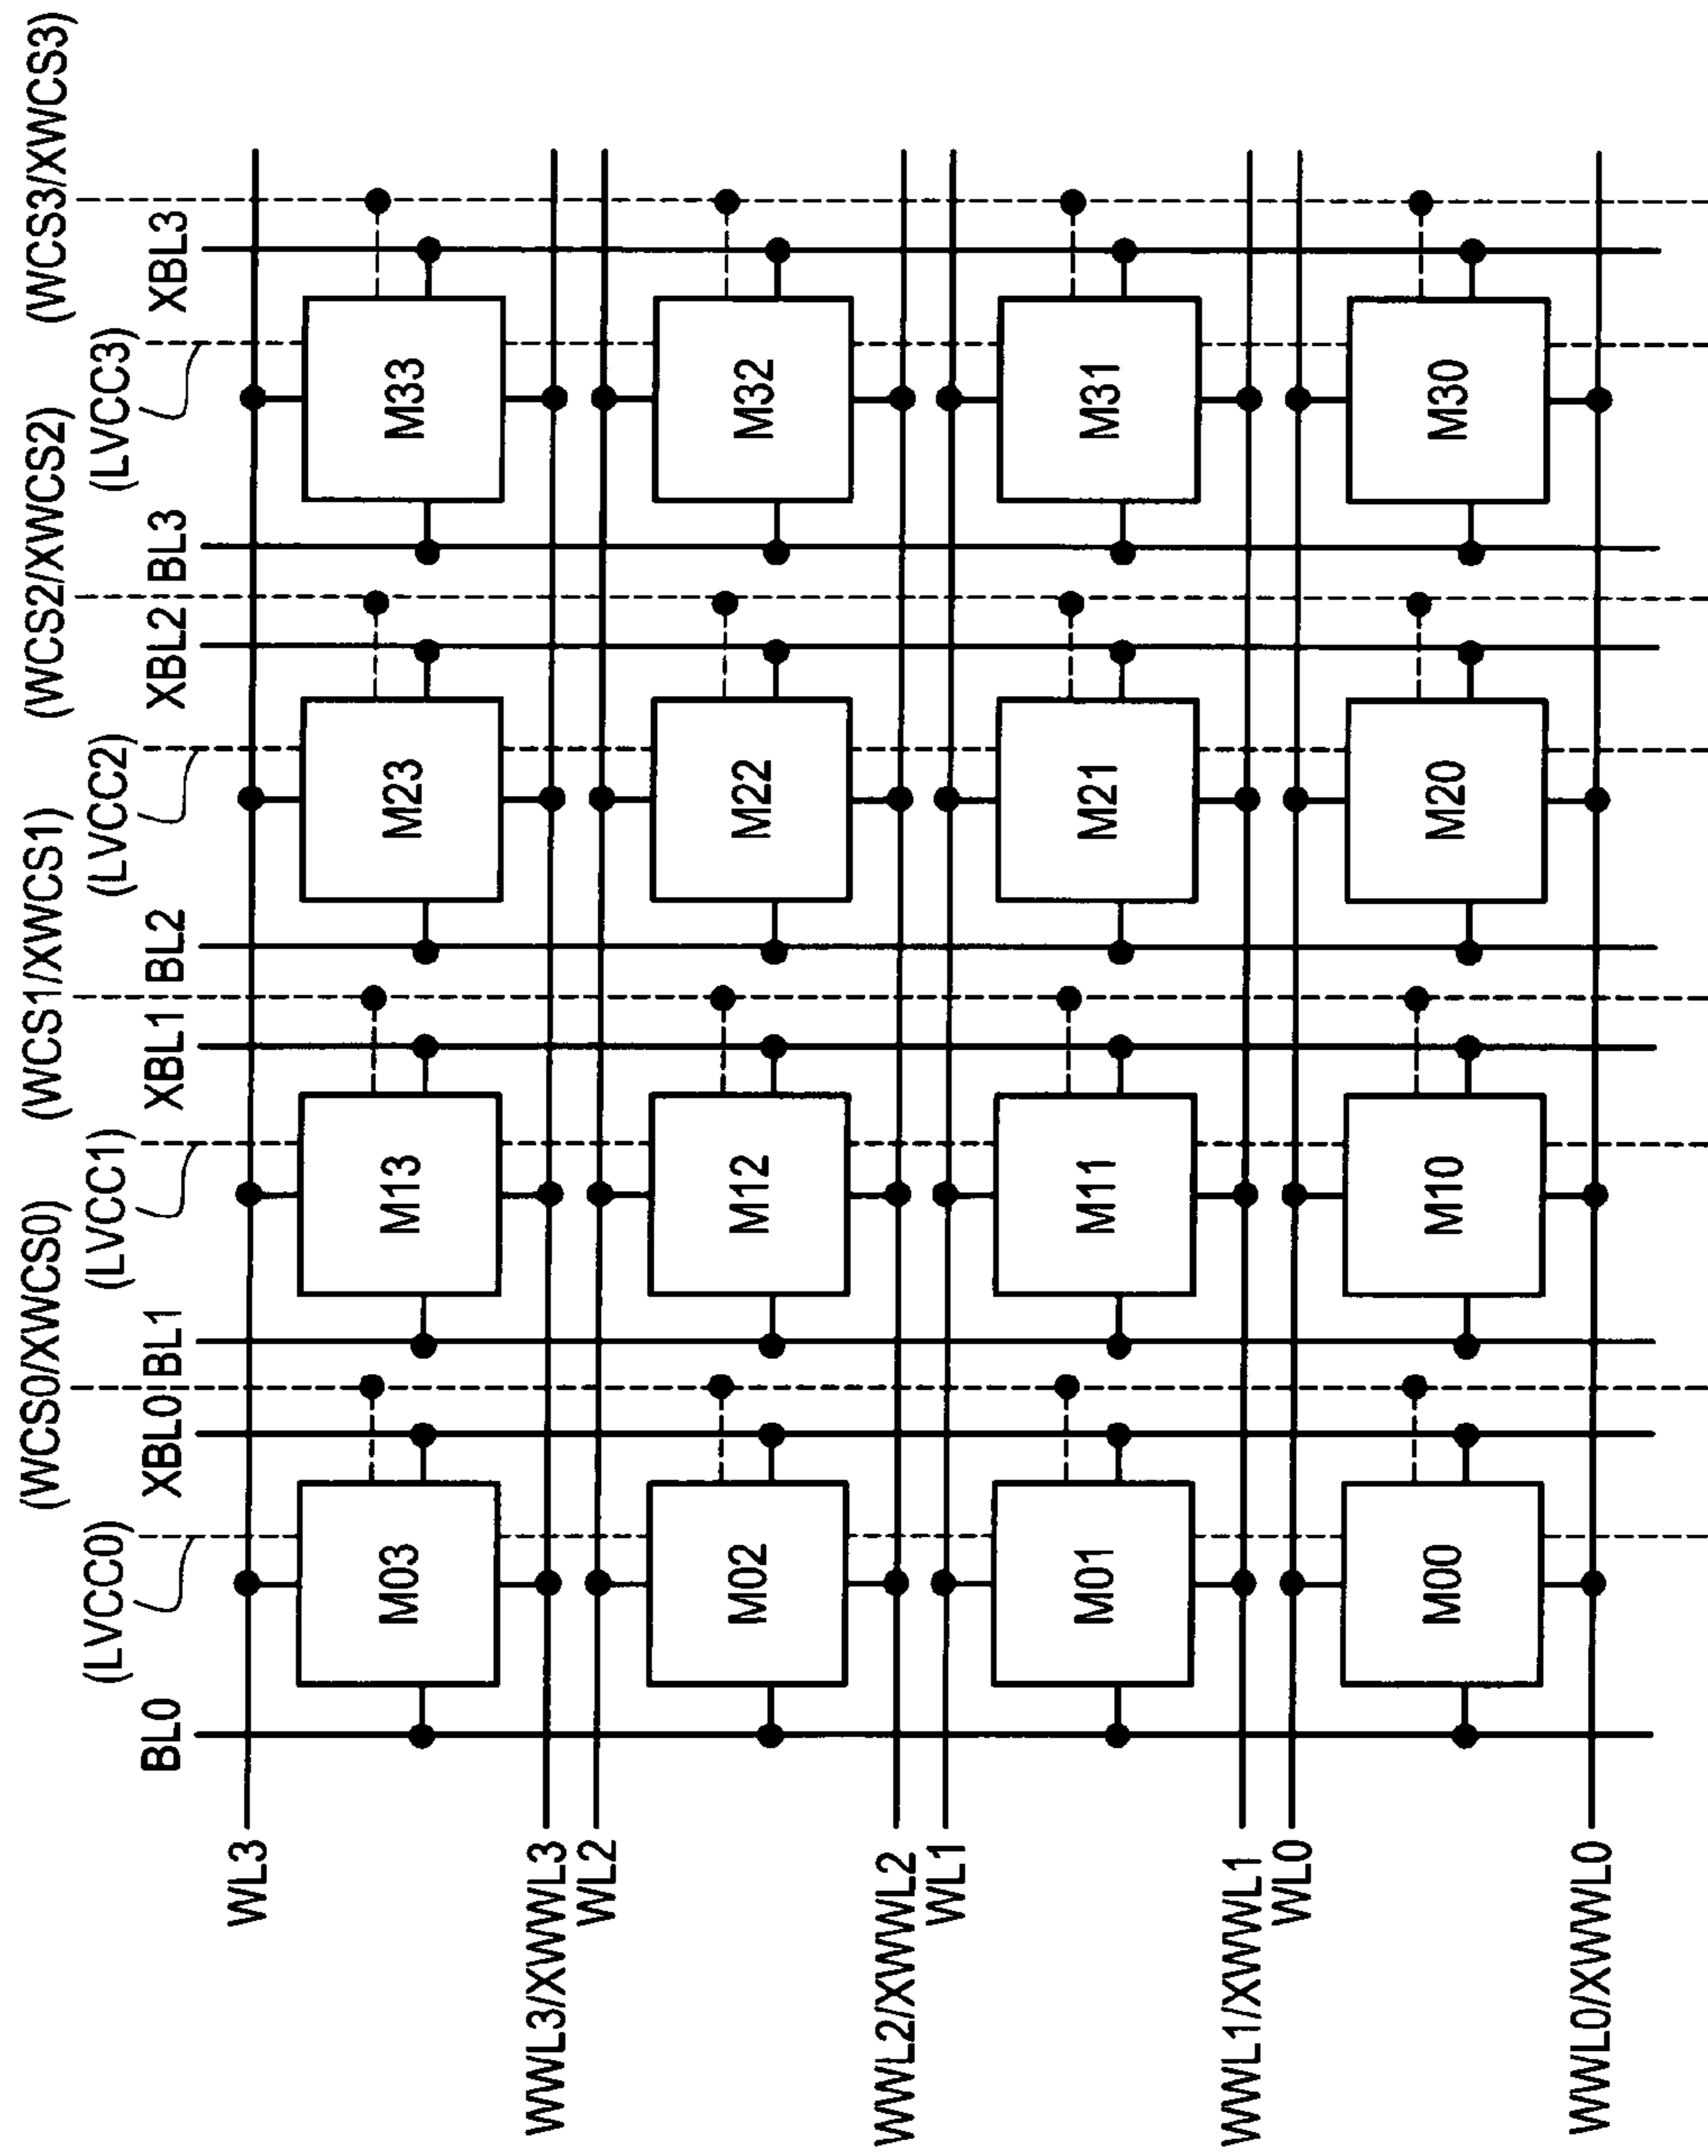 (WCS0/XWCS0)
(WCS1/XWCS1)
(WCS2/XWCS2)
(WCS3/XWCS3)
(LVCC0)
(LVCC1)
(LVCC2)
(LVCC3)
BL0
XBL0
BL1
XBL1
BL2
XBL2
BL3
XBL3
WL3
M03
M13
M23
M33
WWL3/XWWL3
WL2
M02
M12
M22
M32
WWL2/XWWL2
WL1
M01
M11
M21
M31
WWL1/XWWL1
WL0
M00
M10
M20
M30
WWL0/XWWL0